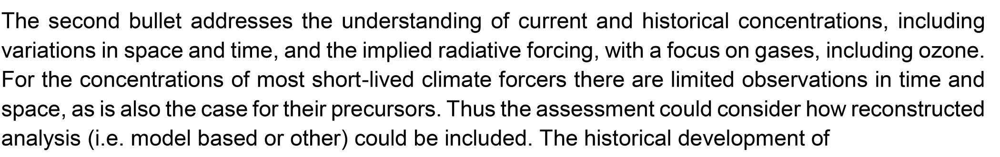 The second bullet addresses the understanding of current and historical concentrations, including
variations in space and time, and the implied radiative forcing, with a focus on gases, including ozone.
For the concentrations of most short-lived climate forcers there are limited observations in time and
space, as is also the case for their precursors. Thus the assessment could consider how reconstructed
analysis (i.e. model based or other) could be included. The historical development of